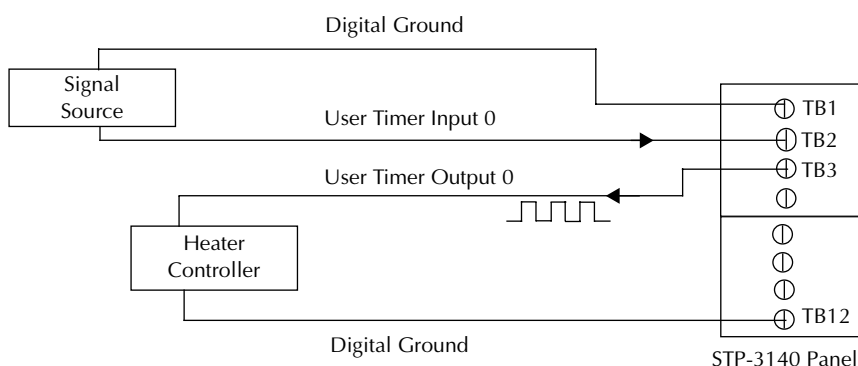 Digital Ground
Signal
Source
TB1
User Timer Input 0
TB2
User Timer Output 0
TB3
Heater
Controller
TB12
Digital Ground
STP-3140 Panel